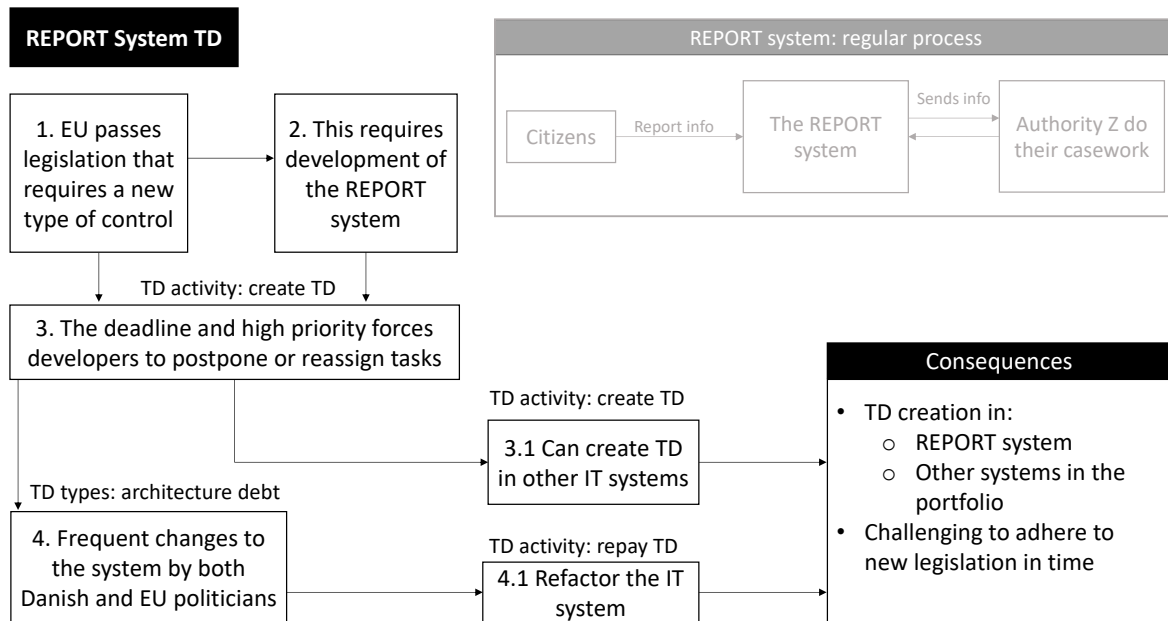 REPORT System TD
REPORT system: regular process
Citizens
Report info
The REPORT
system
Sends info
Authority Z do
their casework
1. EU passes
legislation that
requires a new
type of control
2. This requires
development of
the REPORT
system
TD activity: create TD
3. The deadline and high priority forces
developers to postpone or reassign tasks
TD activity: create TD
3.1 Can create TD
in other IT systems
TD types: architecture debt
4. Frequent changes to
the system by both
Danish and EU politicians
TD activity: repay TD
4.1 Refactor the IT
system
Consequences
• TD creation in:
o REPORT system
o Other systems in the
portfolio
• Challenging to adhere to
new legislation in time